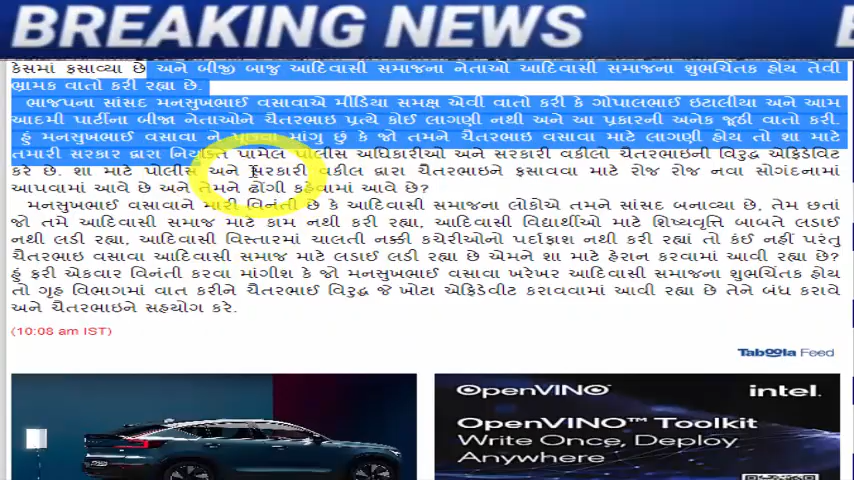 BREAKING NEWS
કેસમાં ફસાવ્યા છે અને બીજી બાજુ આદિવાસી સમાજના નેતાઓ આદિવાસી સમાજના શુભચિંતક હોય તેવી
ભ્રામક વાતો કરી રહ્યા છે.
ભાજપના સાંસદ મનસુખભાઈ વસાવાએ મીડિયા સમક્ષ એવી વાતો કરી કે ગોપાલભાઈ ઇટાલીયા અને આમ
આદમી પાર્ટીના બીજા નેતાઓને ચૈતરભાઇ પ્રત્યે કોઈ લાગણી નથી અને આ પ્રકારની અનેક જૂઠી વાતો કરી.
હું મનસુખભાઈ વસાવા ને પૂછવા માંગુ છું કે જો તમને ચૈતરભાઇ વસાવા માટે લાગણી હોય તો શા માટે
તમારી સરકાર દ્વારા નિયુક્તિ પામેલ પોલીસ અધિકારીઓ અને સરકારી વકીલો ચૈતરભાઇની વિરુદ્ધ એફિડેવિટ
કરે છે. શા માટે પોલીસ અને સરકારી વકીલ દ્વારા ચૈતરભાઇને ફસાવવા માટે રોજ રોજ નવા સોગંદનામાં
આપવામાં આવે છે અને તેમને ઢોંગી કહેવામાં આવે છે?
મનસુખભાઈ વસાવાને મારી વિનંતી છે કે આદિવાસી સમાજના લોકોએ તમને સાંસદ બનાવ્યા છે. તેમ છતાં
જો તમે આદિવાસી સમાજ માટે કામ નથી કરી રહ્યા, આદિવાસી વિદ્યાર્થીઓ માટે શિષ્યવૃત્તિ બાબતે લડાઈ
નથી લડી રહ્યા, આદિવાસી વિસ્તારમાં ચાલતી નક્કી કચેરીઓનો પર્દાફાશ નથી કરી રહ્યાં તો કંઈ નહીં પરંતુ
ચૈતરભાઇ વસાવા આદિવાસી સમાજ માટે લડાઈ લડી રહ્યા છે એમને શા માટે હેરાન કરવામાં આવી રહ્યા છે?
હું ફરી એકવાર વિનંતી કરવા માંગીશ કે જો મનસુખભાઈ વસાવા ખરેખર આદિવાસી સમાજના શુભચિંતક હોય
તો ગૃહ વિભાગમાં વાત કરીને ચૈતરભાઈ વિરુદ્ધ જે ખોટા એફિડેવીટ કરાવવામાં આવી રહ્યા છે તેને બંધ કરાવે
અને ચૈતરભાઇને સહયોગ કરે.
(10:08 am IST)
Taboola Feed
OpenVINO™ intel.
OpenVINO™ Toolkit
Write Once, Deploy
Anywhere